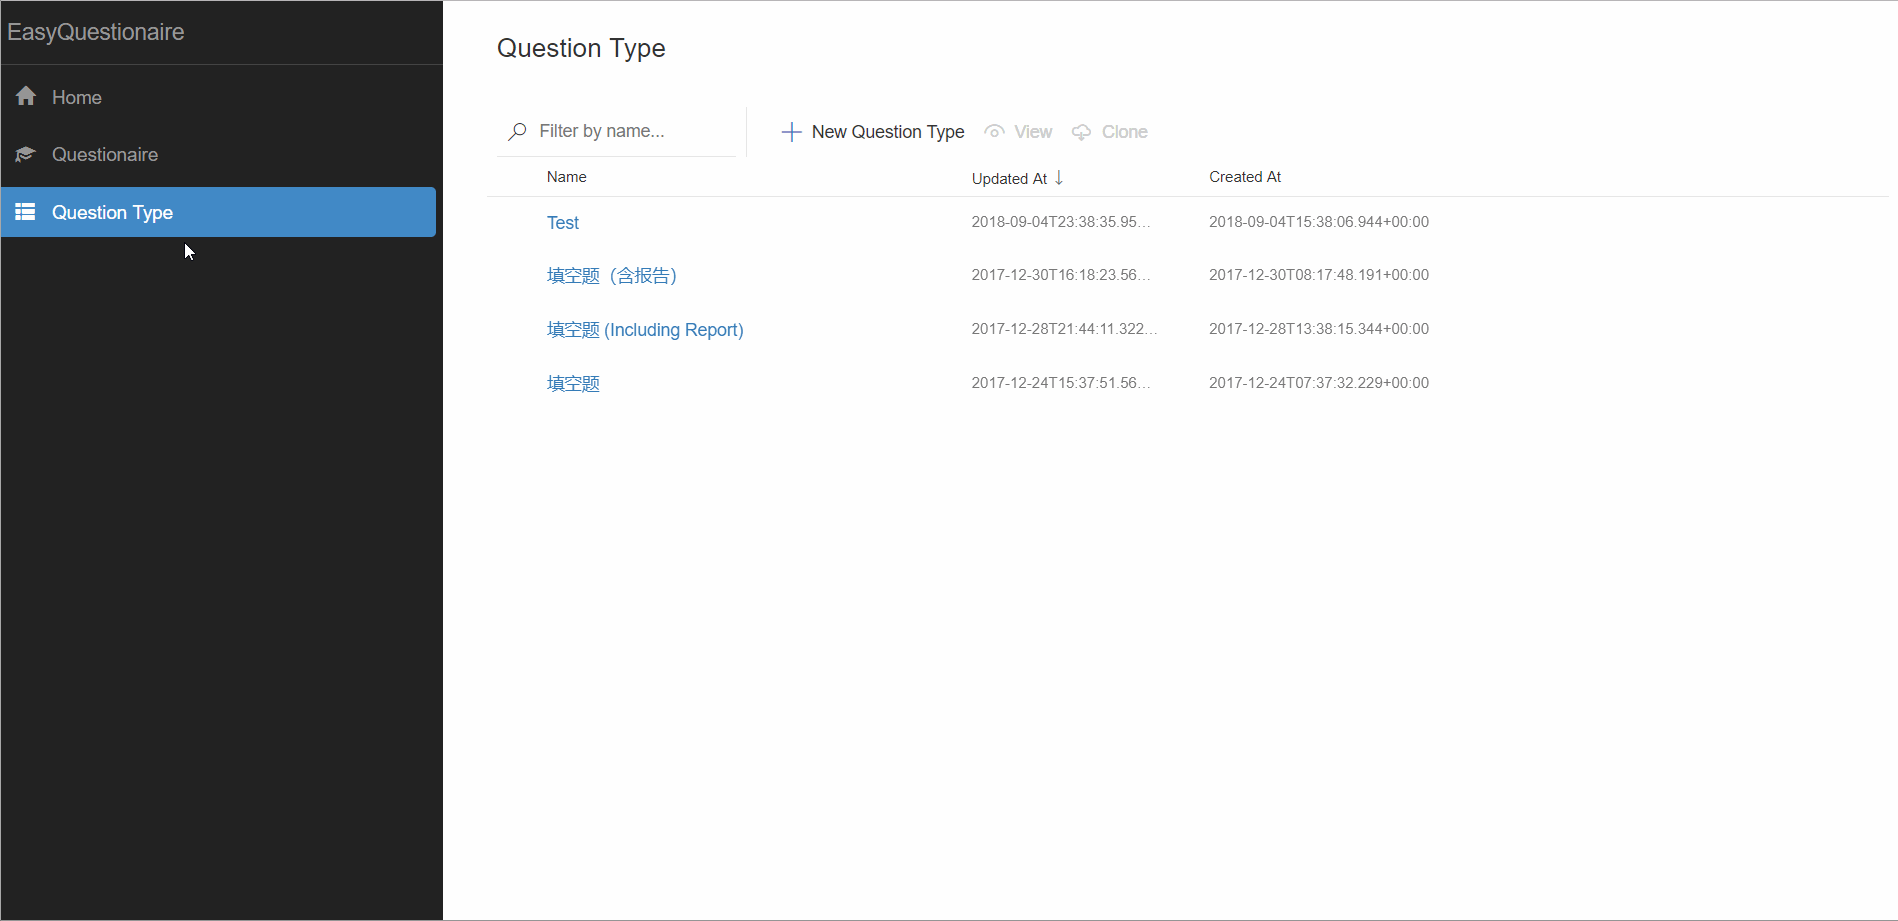 EasyQuestionaire
Home
Questionaire
Question Type
Question Type
Filter by name...
New Question Type View Clone
Name Updated At Created At
Test 2018-09-04T23:38:35.95... 2018-09-04T15:38:06.944+00:00
填空题（含报告） 2017-12-30T16:18:23.56... 2017-12-30T08:17:48.191+00:00
填空题 (Including Report) 2017-12-28T21:44:11.322... 2017-12-28T13:38:15.344+00:00
填空题 2017-12-24T15:37:51.56... 2017-12-24T07:37:32.229+00:00